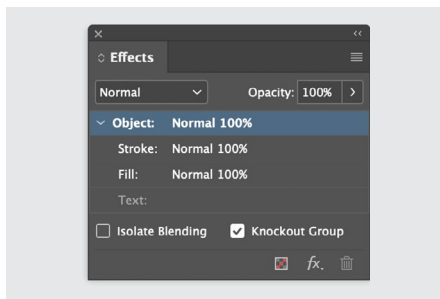 Effects
Normal Opacity: 100%
Object: Normal 100%
Stroke: Normal 100%
Fill: Normal 100%
Text:
Isolate Blending Knockout Group
fx.